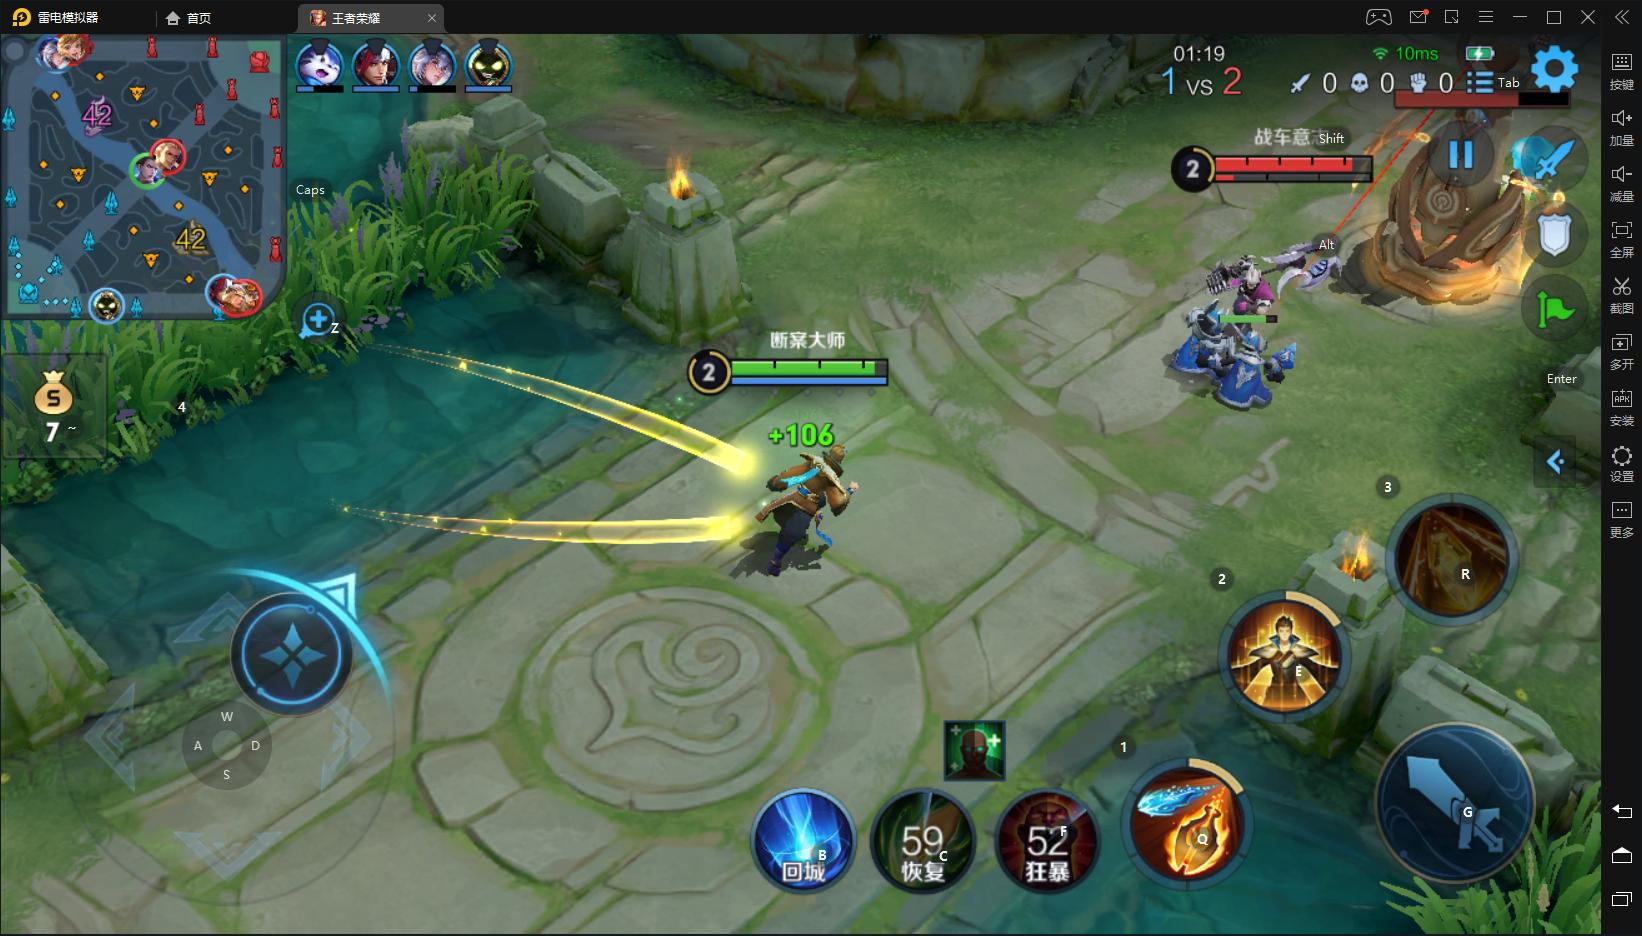 雷电模拟器
首页
王者荣耀
01:19
10ms
1 vs 2
0
0
0
Tab
42
42
Caps
战车意志
Shift
2
Alt
按键
加量
减量
全屏
截图
多开
安装
设置
更多
APK
Z
S
7 ~
4
断案大师
2
+106
Enter
3
R
2
E
1
Q
G
W
A
D
S
回城
B
59
恢复
C
52
狂暴
F